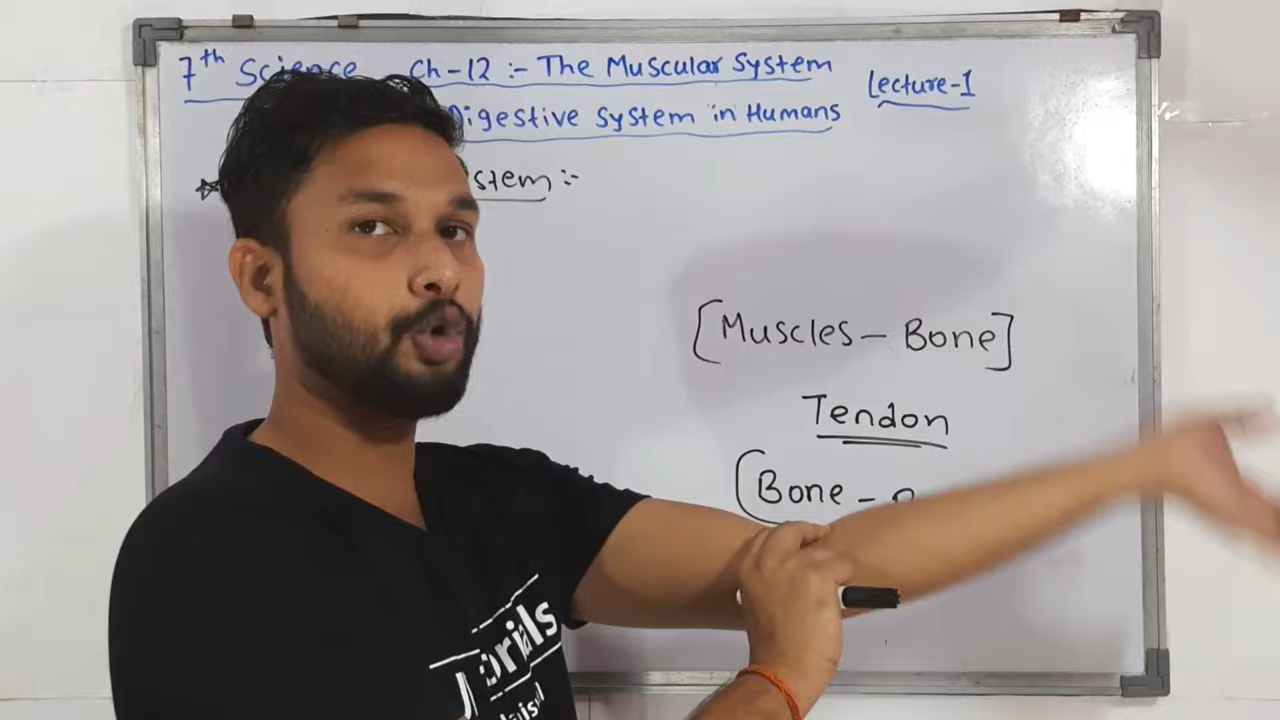 7th Science Ch-12 :- The Muscular System
Lecture-1
Digestive System in Humans
stem :-
[Muscles - Bone]
Tendon
(Bone -